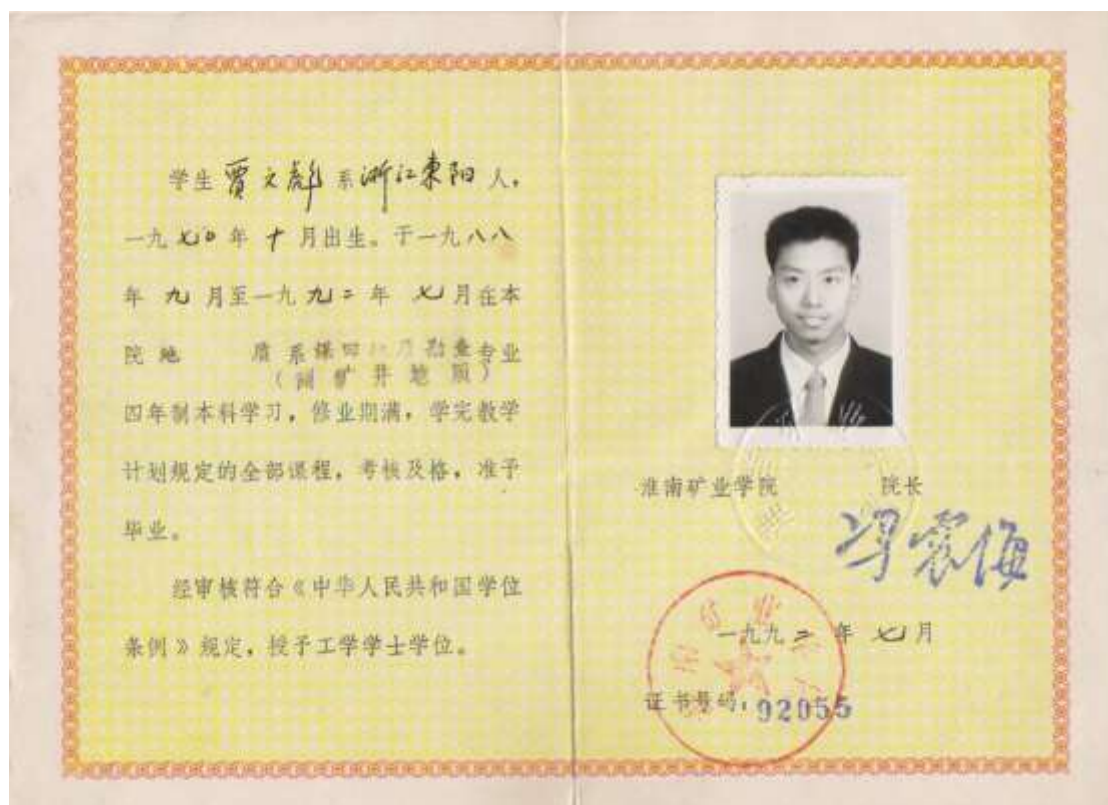 学生 贾文彪 系 浙江东阳 人,
一九七〇年 十 月出生。于一九八八
年 九 月至一九九二年 七 月在本
院 地 质 系 煤田 勘查 专业
( 矿井地质)
四年制本科学习,修业期满,学完教学
计划规定的全部课程,考核及格,准予
毕业。
经审核符合《中华人民共和国学位
条例》规定,授予工学学士学位。
淮南矿业学院 院长
冯震海
一九九二年 七 月
证书号码:92055